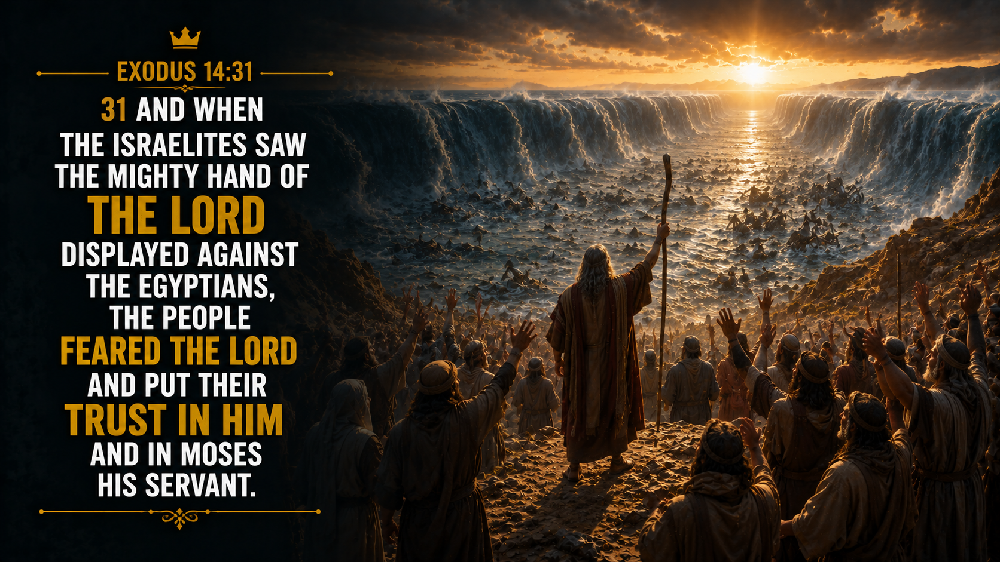 EXODUS 14:31
31 AND WHEN
THE ISRAELITES SAW
THE MIGHTY HAND OF
THE LORD
DISPLAYED AGAINST
THE EGYPTIANS,
THE PEOPLE
FEARED THE LORD
AND PUT THEIR
TRUST IN HIM
AND IN MOSES
HIS SERVANT.